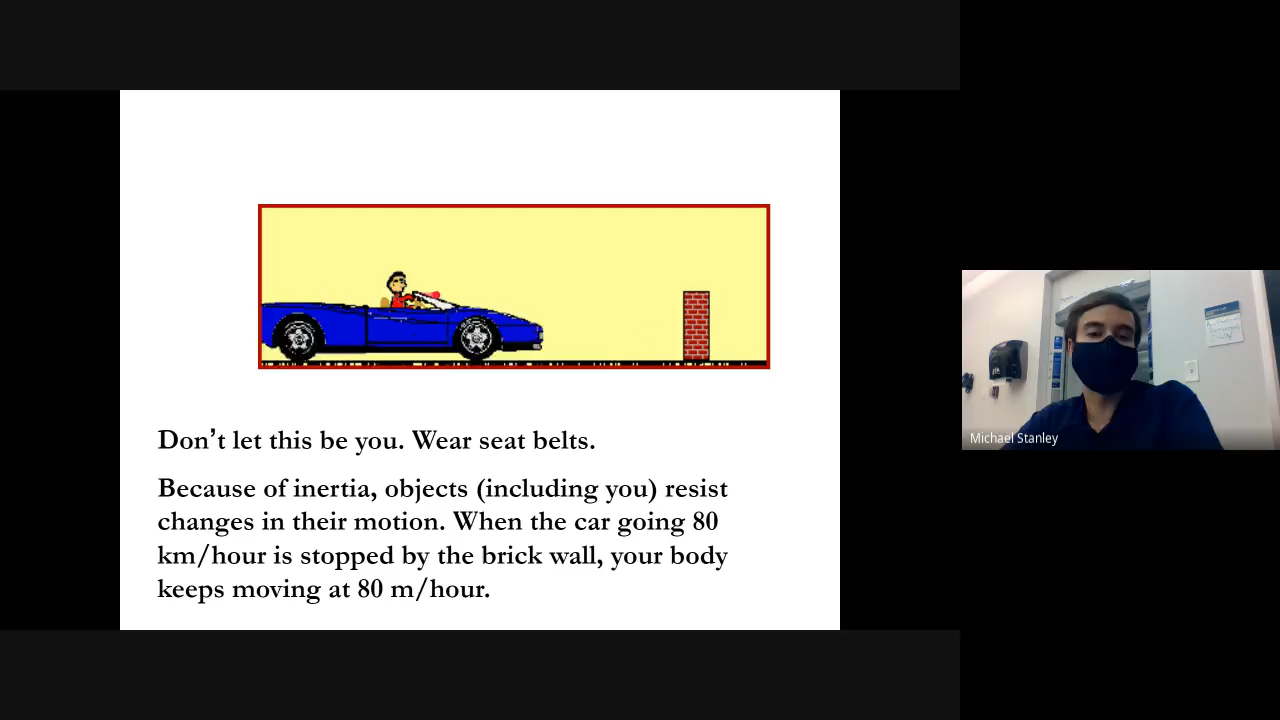 Don’t let this be you. Wear seat belts.
Because of inertia, objects (including you) resist
changes in their motion. When the car going 80
km/hour is stopped by the brick wall, your body
keeps moving at 80 m/hour.
Michael Stanley